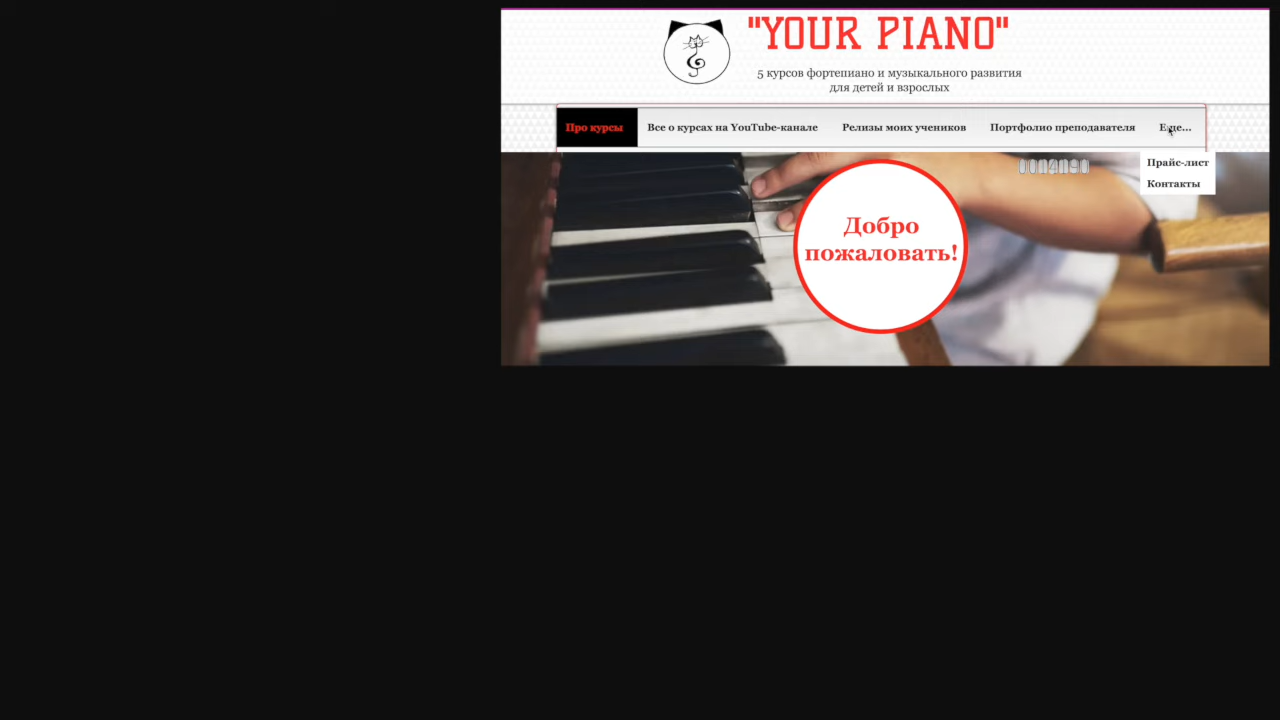 "YOUR PIANO"
5 курсов фортепиано и музыкального развития
для детей и взрослых
Про курсы
Все о курсах на YouTube-канале
Релизы моих учеников
Портфолио преподавателя
Еще...
Прайс-лист
Контакты
Добро
пожаловать!